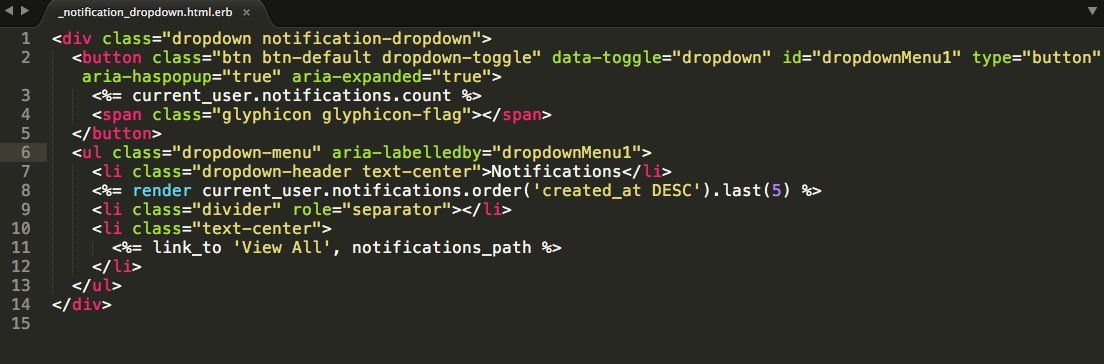 _notification_dropdown.html.erb ×
1 <div class="dropdown notification-dropdown">
2   <button class="btn btn-default dropdown-toggle" data-toggle="dropdown" id="dropdownMenu1" type="button"
    aria-haspopup="true" aria-expanded="true">
3     <%= current_user.notifications.count %>
4     <span class="glyphicon glyphicon-flag"></span>
5   </button>
6   <ul class="dropdown-menu" aria-labelledby="dropdownMenu1">
7     <li class="dropdown-header text-center">Notifications</li>
8     <%= render current_user.notifications.order('created_at DESC').last(5) %>
9     <li class="divider" role="separator"></li>
10     <li class="text-center">
11       <%= link_to 'View All', notifications_path %>
12     </li>
13   </ul>
14 </div>
15